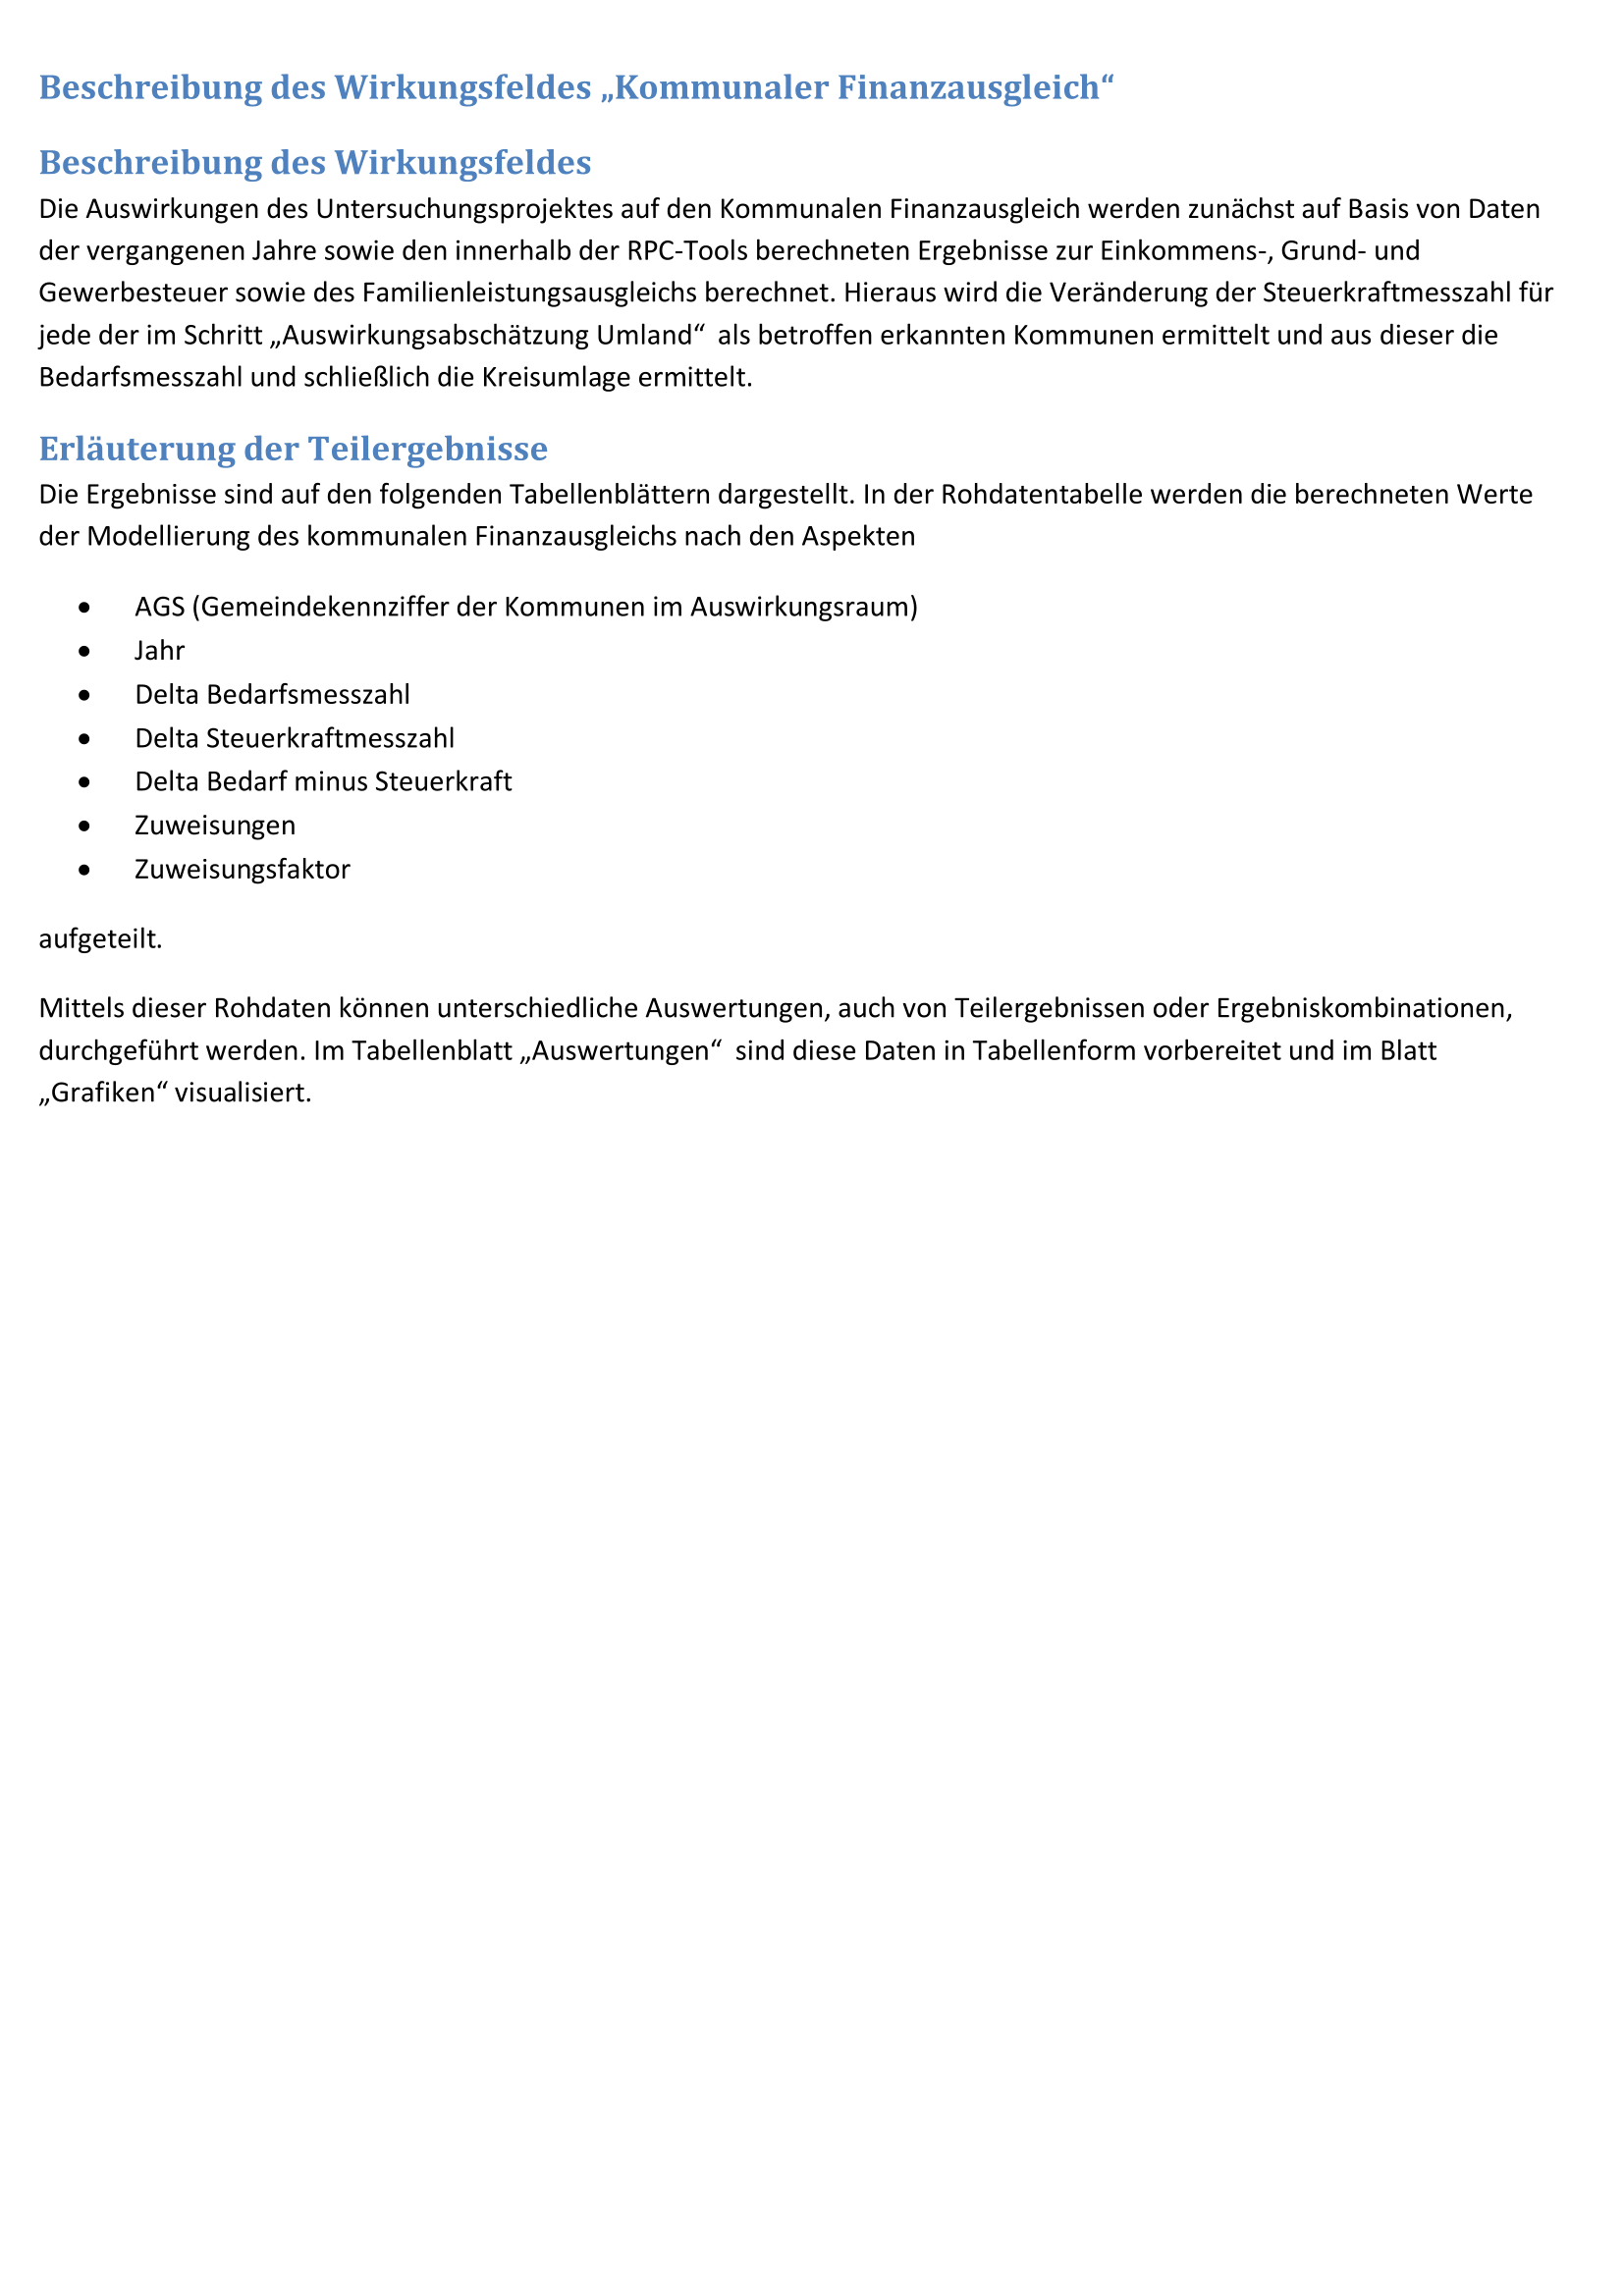 Beschreibung des Wirkungsfeldes „Kommunaler Finanzausgleich“
Beschreibung des Wirkungsfeldes
Die Auswirkungen des Untersuchungsprojektes auf den Kommunalen Finanzausgleich werden zunächst auf Basis von Daten
der vergangenen Jahre sowie den innerhalb der RPC-Tools berechneten Ergebnisse zur Einkommens-, Grund- und
Gewerbesteuer sowie des Familienleistungsausgleichs berechnet. Hieraus wird die Veränderung der Steuerkraftmesszahl für
jede der im Schritt „Auswirkungsabschätzung Umland“ als betroffen erkannten Kommunen ermittelt und aus dieser die
Bedarfsmesszahl und schließlich die Kreisumlage ermittelt.
Erläuterung der Teilergebnisse
Die Ergebnisse sind auf den folgenden Tabellenblättern dargestellt. In der Rohdatentabelle werden die berechneten Werte
der Modellierung des kommunalen Finanzausgleichs nach den Aspekten
• AGS (Gemeindekennziffer der Kommunen im Auswirkungsraum)
• Jahr
• Delta Bedarfsmesszahl
• Delta Steuerkraftmesszahl
• Delta Bedarf minus Steuerkraft
• Zuweisungen
• Zuweisungsfaktor
aufgeteilt.
Mittels dieser Rohdaten können unterschiedliche Auswertungen, auch von Teilergebnissen oder Ergebniskombinationen,
durchgeführt werden. Im Tabellenblatt „Auswertungen“ sind diese Daten in Tabellenform vorbereitet und im Blatt
„Grafiken“ visualisiert.